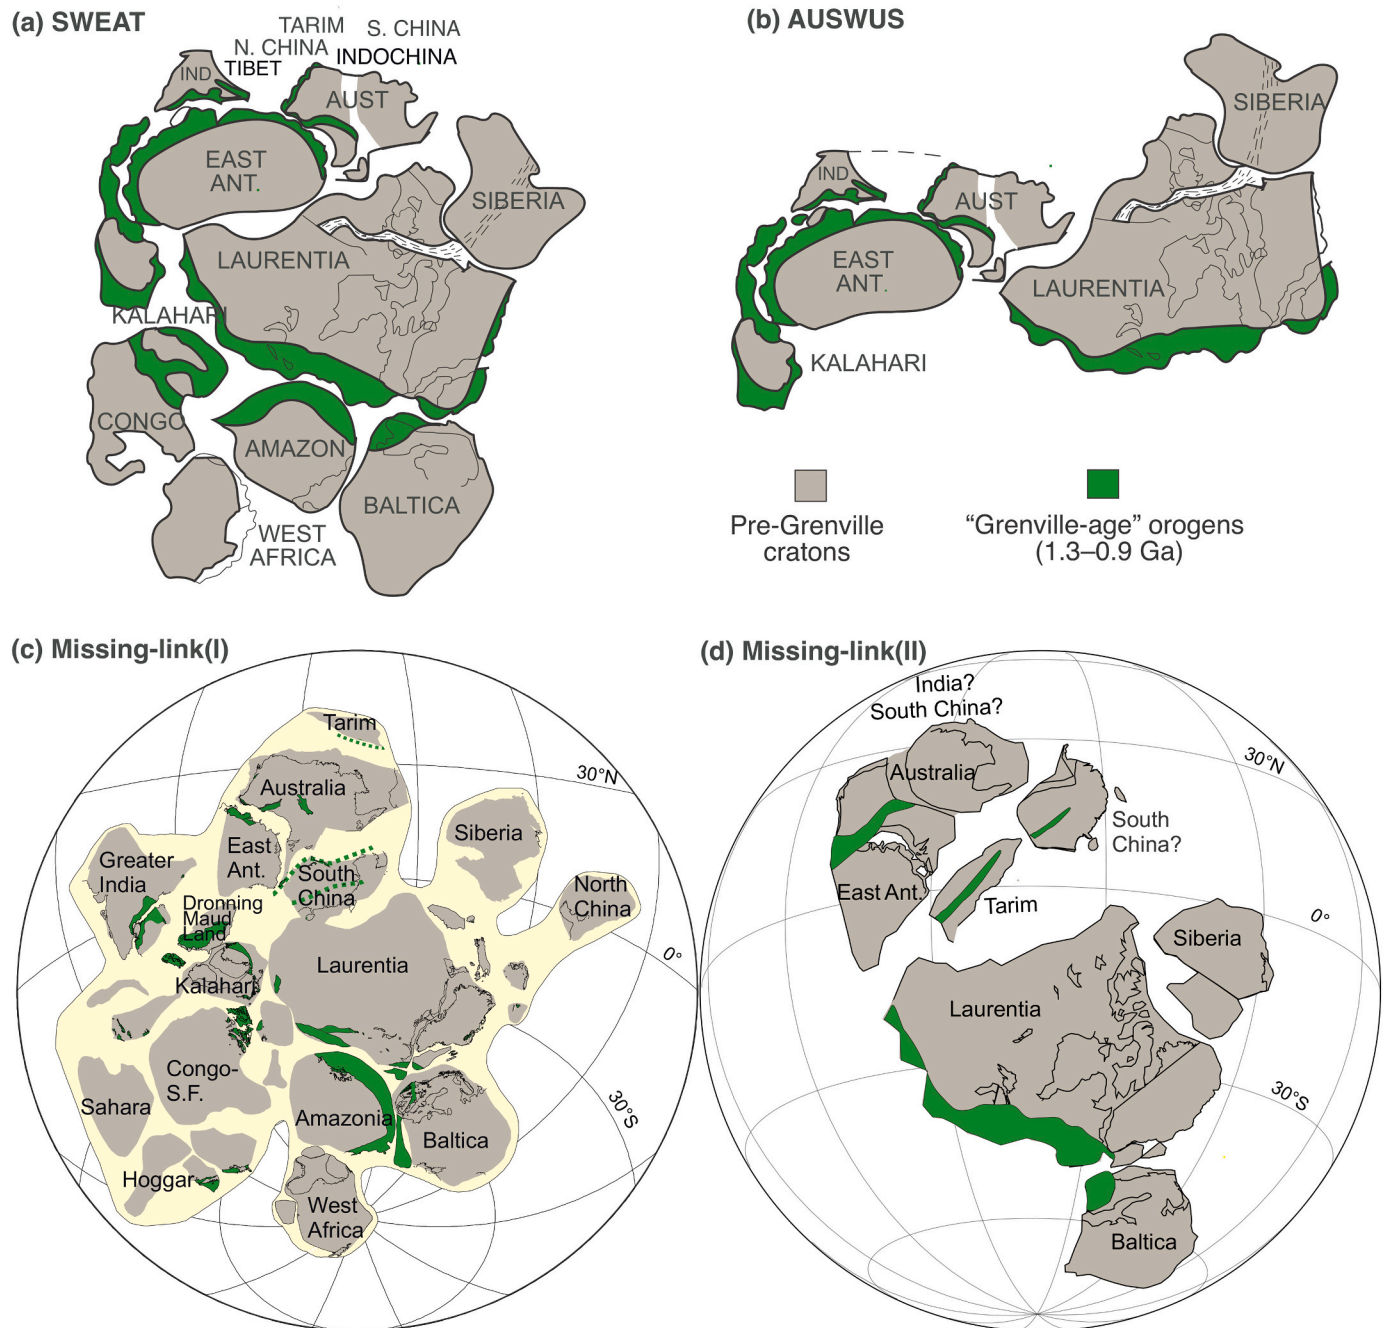 (a) SWEAT
TARIM
S. CHINA
N. CHINA
INDOCHINA
TIBET
IND
AUST
EAST
ANT.
SIBERIA
LAURENTIA
KALAHARI
CONGO
AMAZON
BALTICA
WEST
AFRICA
(b) AUSWUS
SIBERIA
IND
AUST
EAST
ANT.
LAURENTIA
KALAHARI
Pre-Grenville
cratons
“Grenville-age” orogens
(1.3–0.9 Ga)
(c) Missing-link(I)
Tarim
30°N
Australia
Siberia
East
Ant.
Greater
India
South
China
North
China
Dronning
Maud
Land
0°
Laurentia
Kalahari
Congo-
S.F.
Sahara
30°S
Amazonia
Baltica
Hoggar
West
Africa
(d) Missing-link(II)
India?
South China?
30°N
Australia
South
China?
East Ant.
Tarim
0°
Siberia
Laurentia
30°S
Baltica